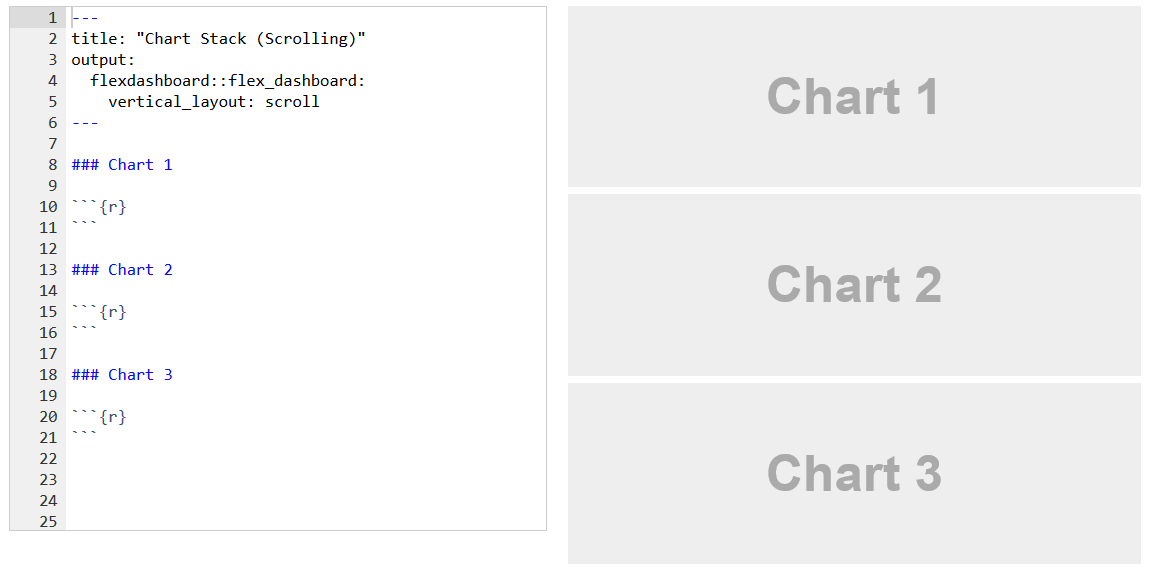 1 ---
2 title: "Chart Stack (Scrolling)"
3 output:
4   flexdashboard::flex_dashboard:
5     vertical_layout: scroll
6 ---
7
8 ### Chart 1
9
10 ```{r}
11 ```
12
13 ### Chart 2
14
15 ```{r}
16 ```
17
18 ### Chart 3
19
20 ```{r}
21 ```
22
23
24
25
Chart 1
Chart 2
Chart 3